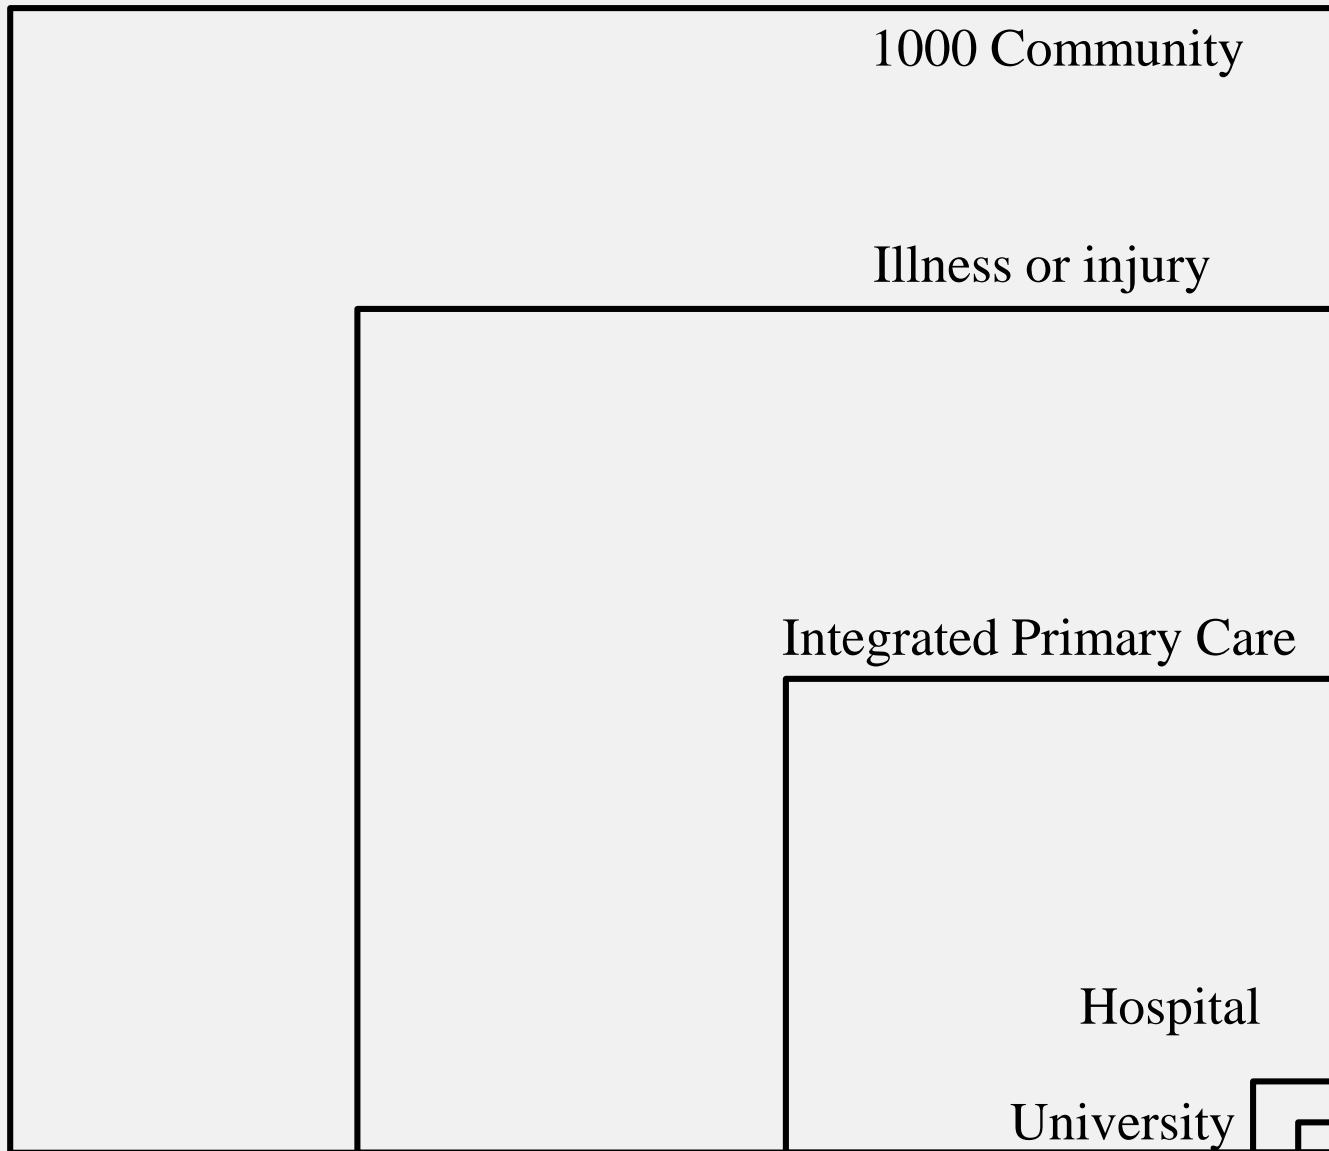 1000 Community
Illness or injury
Integrated Primary Care
Hospital
University